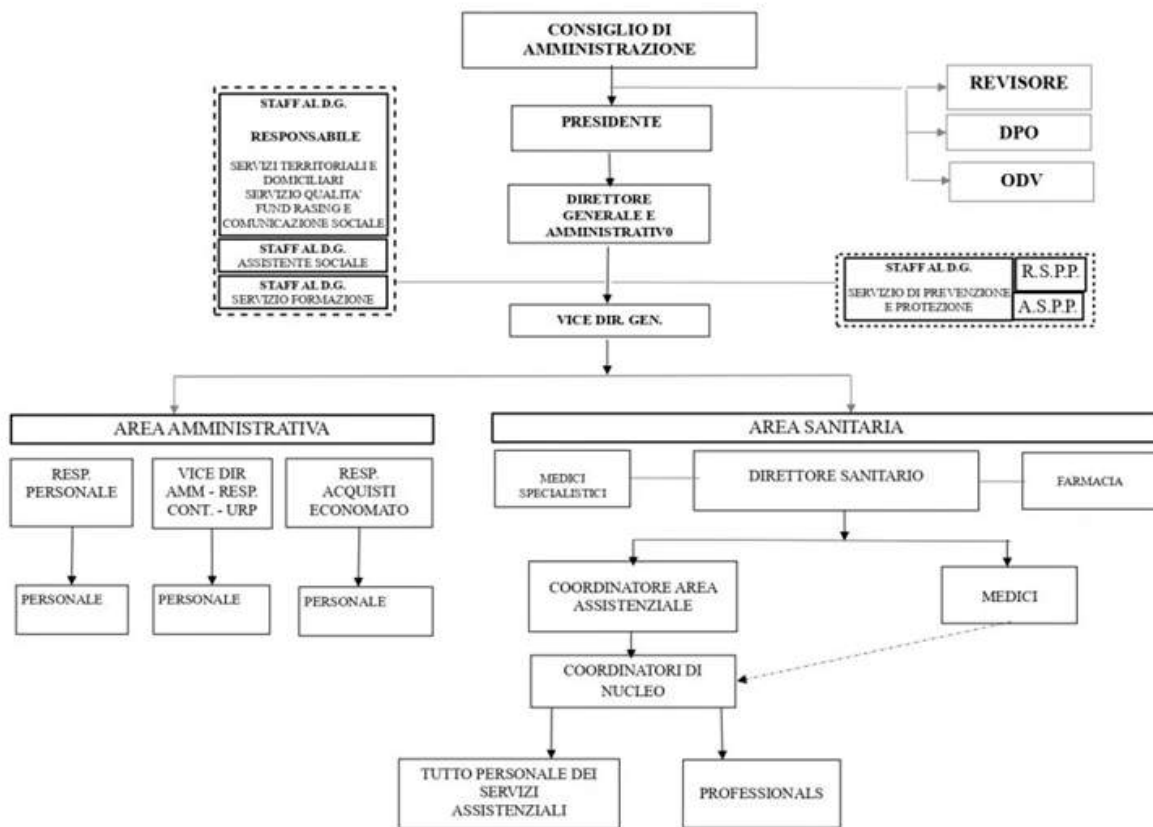 CONSIGLIO DI
AMMINISTRAZIONE
REVISORE
DPO
ODV
STAFF AL D.G.
RESPONSABILE
SERVIZI TERRITORIALI E
DOMICILIARI
SERVIZIO QUALITA'
FUND RASING E
COMUNICAZIONE SOCIALE
STAFF AL D.G.
ASSISTENTE SOCIALE
STAFF AL D.G.
SERVIZIO FORMAZIONE
PRESIDENTE
DIRETTORE
GENERALE E
AMMINISTRATIV0
STAFF AL D.G.
SERVIZIO DI PREVENZIONE
E PROTEZIONE
R.S.P.P.
A.S.P.P.
VICE DIR. GEN.
AREA AMMINISTRATIVA
RESP.
PERSONALE
VICE DIR
AMM - RESP.
CONT. - URP
RESP.
ACQUISTI
ECONOMATO
PERSONALE
PERSONALE
PERSONALE
AREA SANITARIA
MEDICI
SPECIALISTICI
DIRETTORE SANITARIO
FARMACIA
COORDINATORE AREA
ASSISTENZIALE
MEDICI
COORDINATORI DI
NUCLEO
TUTTO PERSONALE DEI
SERVIZI
ASSISTENZIALI
PROFESSIONALS